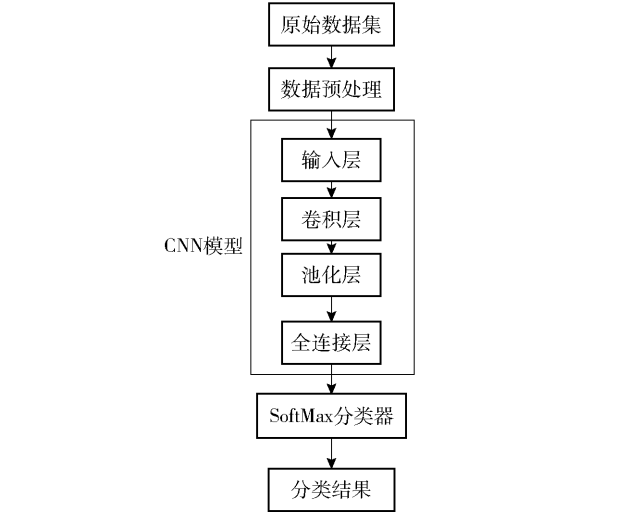 原始数据集
数据预处理
输入层
卷积层
CNN模型
池化层
全连接层
SoftMax分类器
分类结果